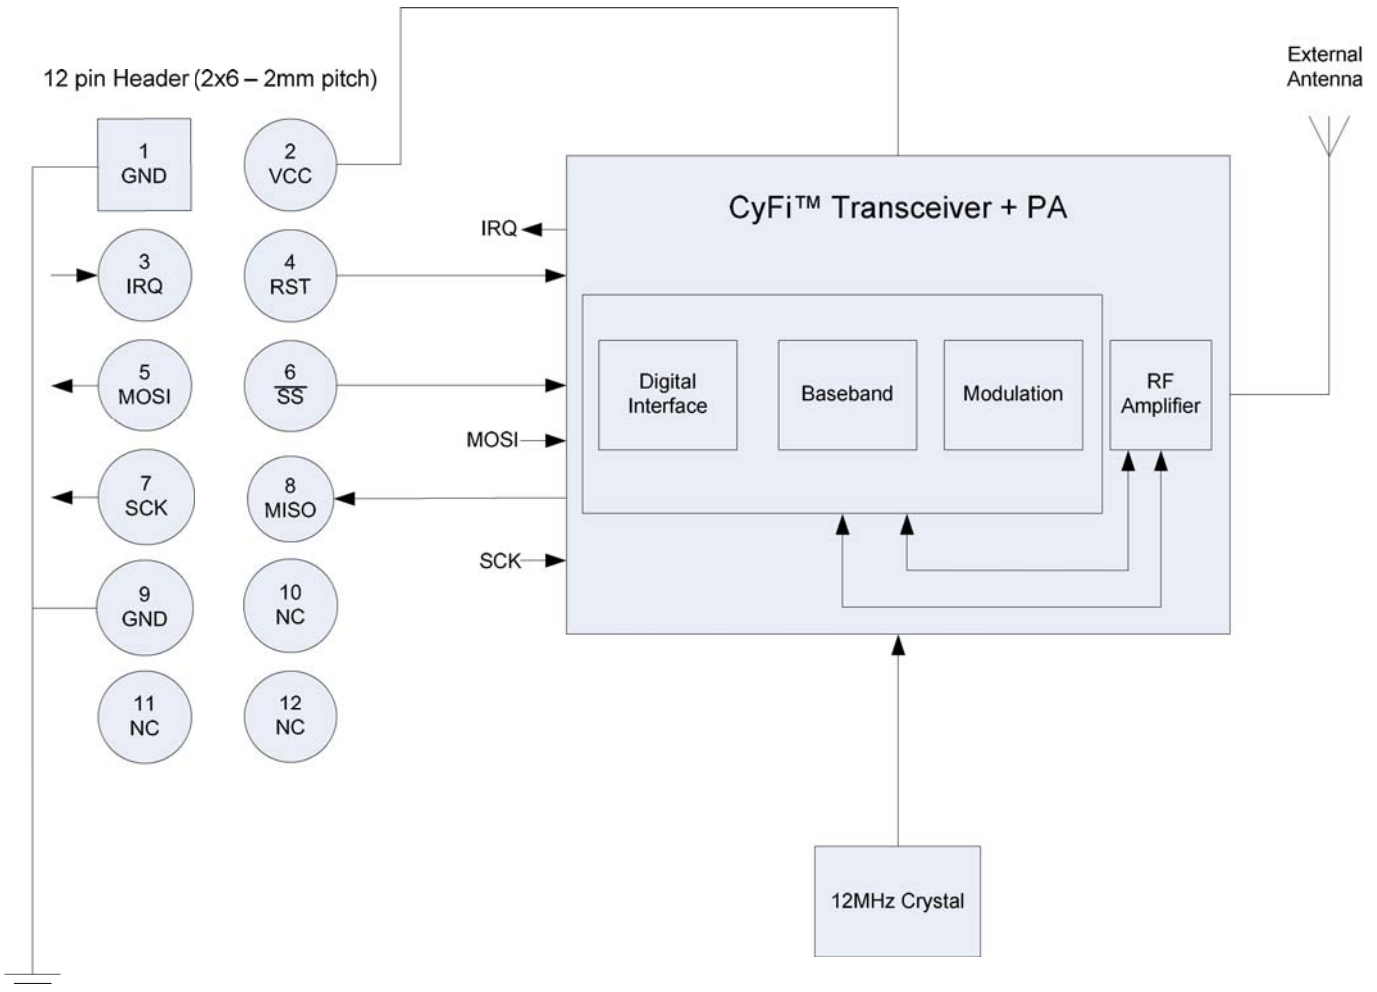 External
Antenna
12 pin Header (2x6 – 2mm pitch)
1
GND
2
VCC
CyFi™ Transceiver + PA
IRQ
3
IRQ
4
RST
5
MOSI
6
SS
Digital
Interface
Baseband
Modulation
RF
Amplifier
MOSI
7
SCK
8
MISO
SCK
9
GND
10
NC
11
NC
12
NC
12MHz Crystal